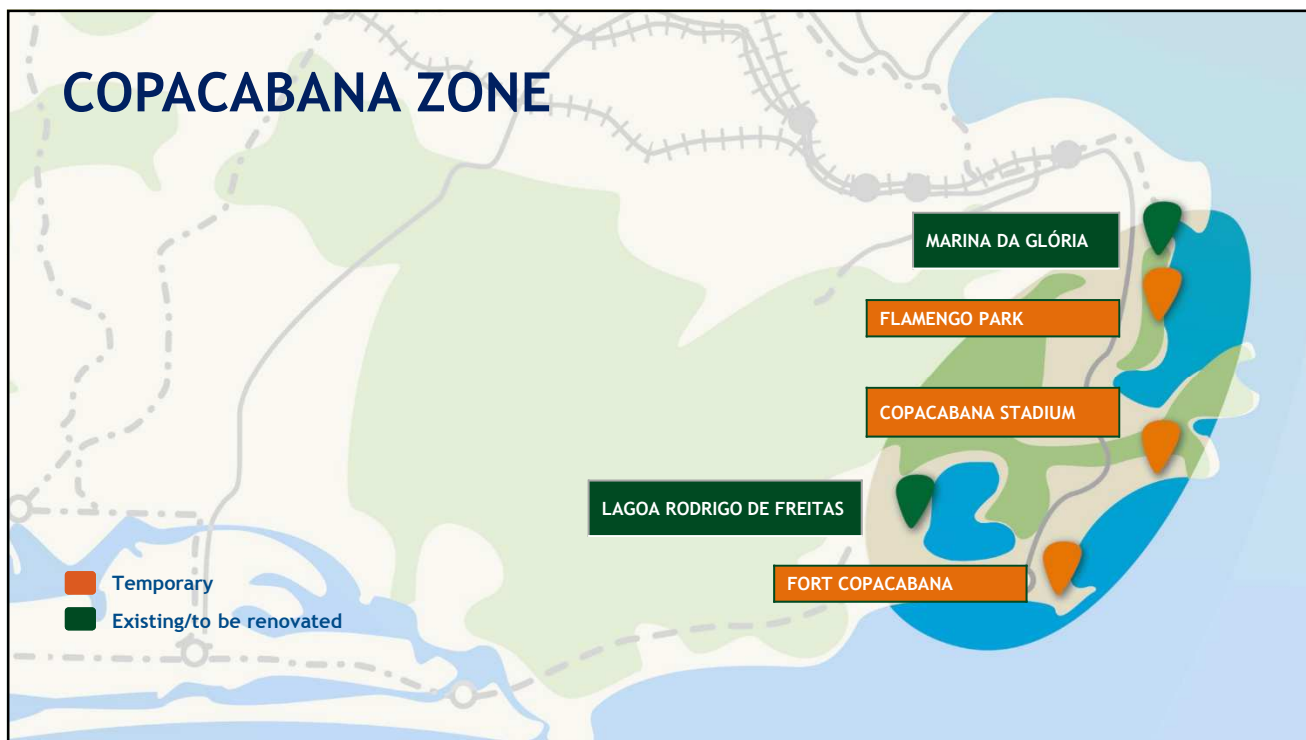 COPACABANA ZONE
MARINA DA GLÓRIA
FLAMENGO PARK
COPACABANA STADIUM
LAGOA RODRIGO DE FREITAS
FORT COPACABANA
Temporary
Existing/to be renovated